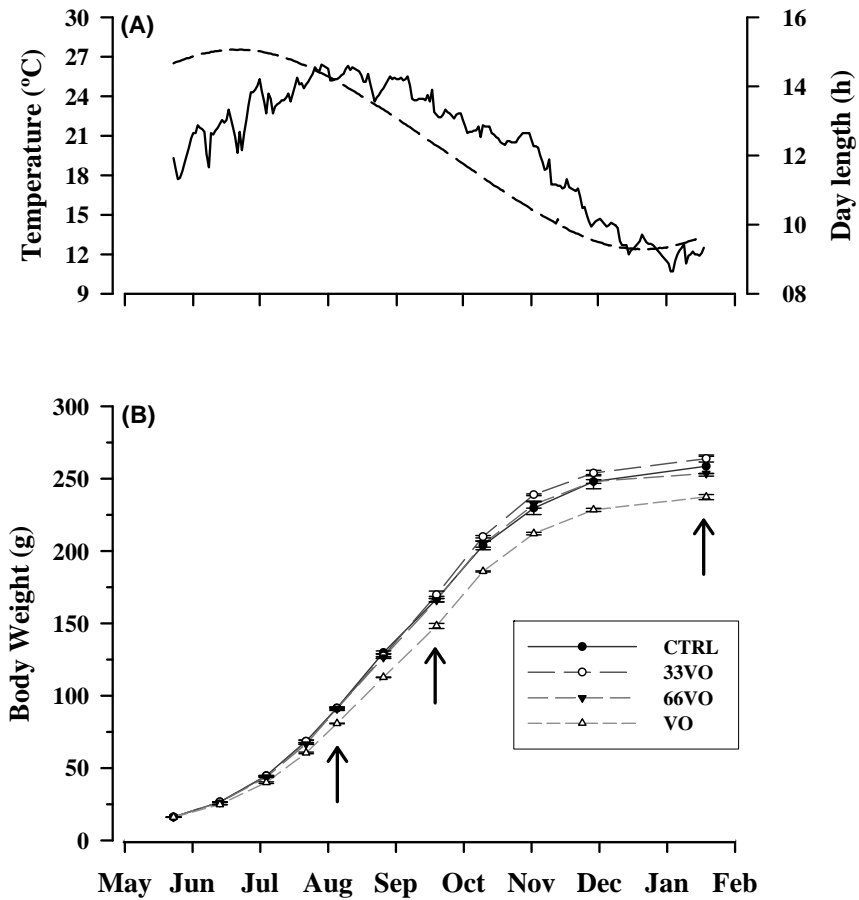 (A)
Temperature (°C)
30
27
24
21
18
15
12
9
Day length (h)
16
14
12
10
08
(B)
Body Weight (g)
300
250
200
150
100
50
0
CTRL
33VO
66VO
VO
May Jun Jul Aug Sep Oct Nov Dec Jan Feb